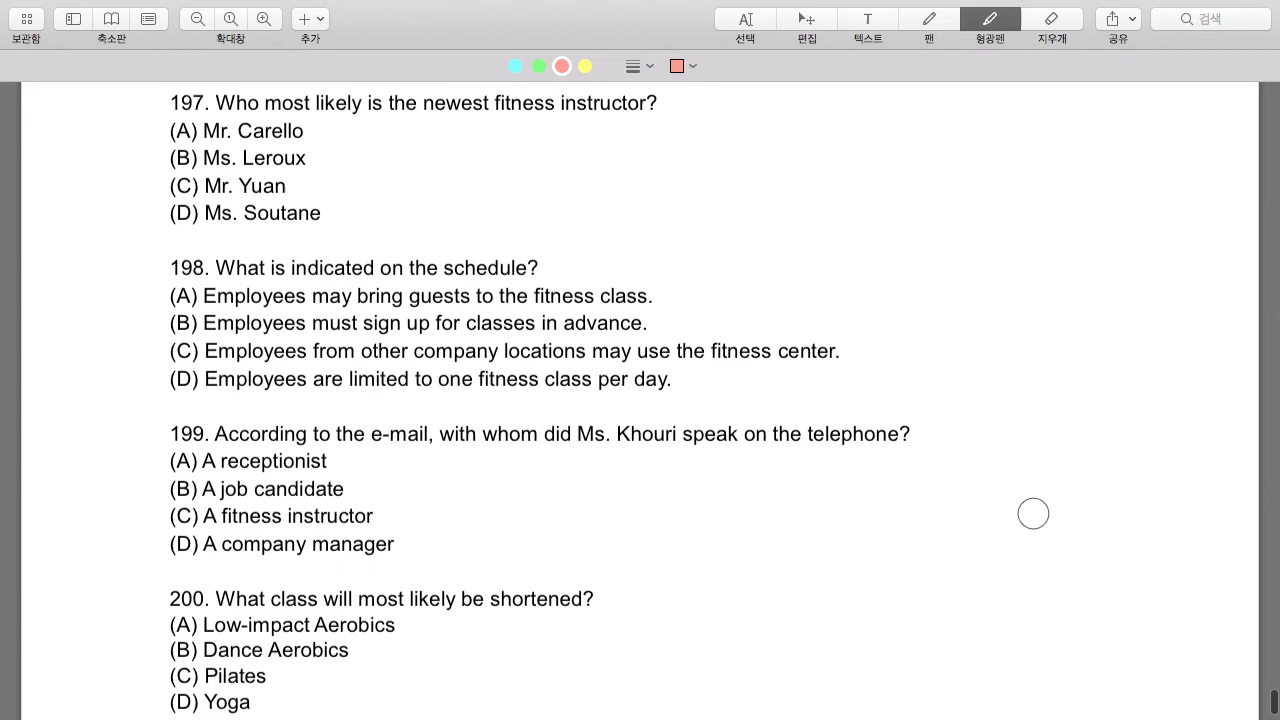 보관함
축소판
확대창
추가
선택
편집
텍스트
펜
형광펜
지우개
공유
검색
197. Who most likely is the newest fitness instructor?
(A) Mr. Carello
(B) Ms. Leroux
(C) Mr. Yuan
(D) Ms. Soutane
198. What is indicated on the schedule?
(A) Employees may bring guests to the fitness class.
(B) Employees must sign up for classes in advance.
(C) Employees from other company locations may use the fitness center.
(D) Employees are limited to one fitness class per day.
199. According to the e-mail, with whom did Ms. Khouri speak on the telephone?
(A) A receptionist
(B) A job candidate
(C) A fitness instructor
(D) A company manager
200. What class will most likely be shortened?
(A) Low-impact Aerobics
(B) Dance Aerobics
(C) Pilates
(D) Yoga